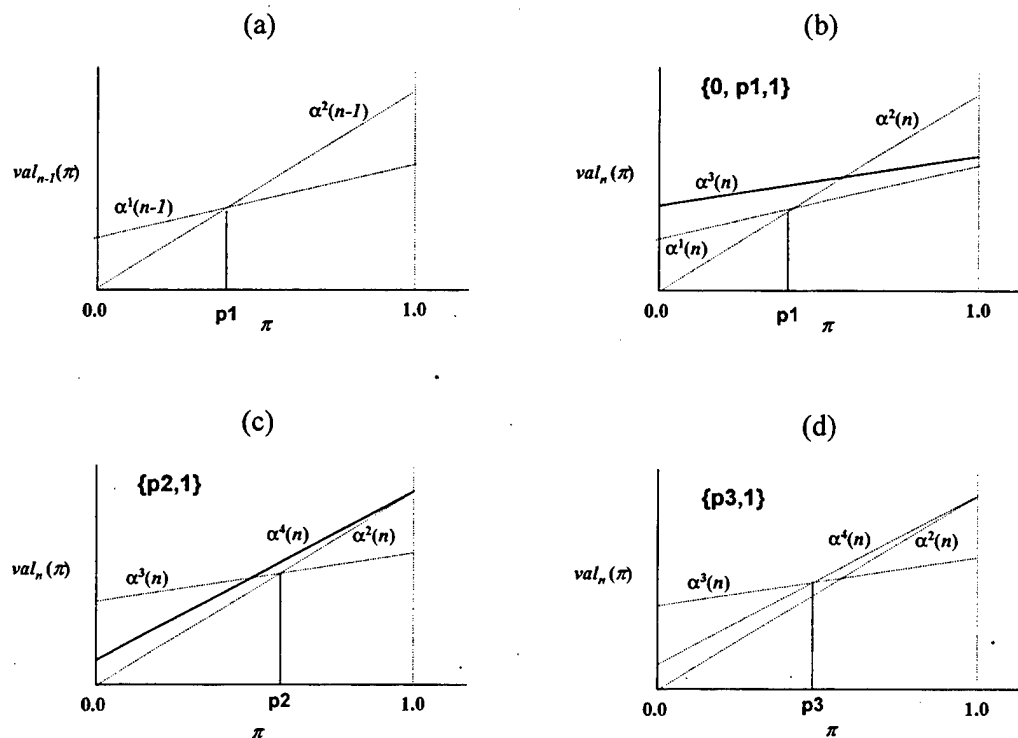 (a)
α²(n-1)
val_{n-1}(π)
α¹(n-1)
0.0 p1 π 1.0
(b)
{0, p1,1}
α²(n)
val_n(π)
α³(n)
α¹(n)
0.0 p1 π 1.0
(c)
{p2,1}
α⁴(n) α²(n)
val_n(π)
α³(n)
0.0 p2 1.0
π
(d)
{p3,1}
α⁴(n) α²(n)
val_n(π)
α³(n)
0.0 p3 1.0
π